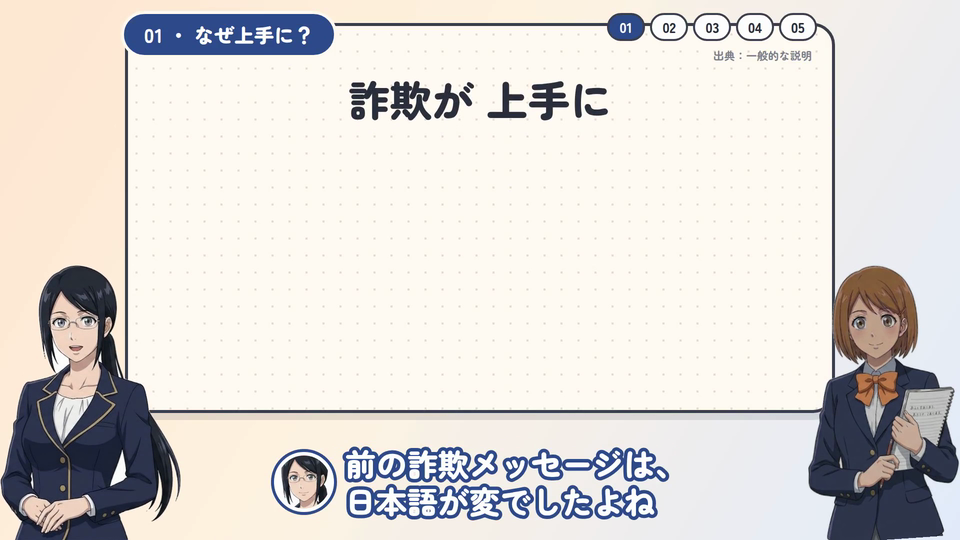 01 ・ なぜ上手に？
01 02 03 04 05
出典：一般的な説明
詐欺が 上手に
前の詐欺メッセージは、
日本語が変でしたよね